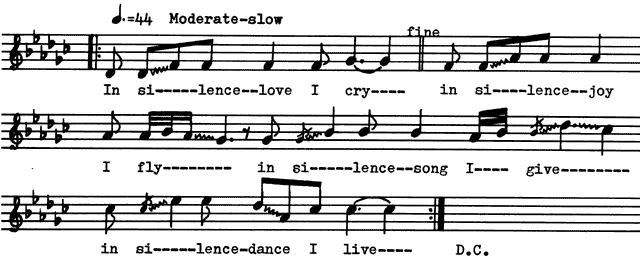 ♩.=44 Moderate-slow
fine
In si-----lence--love I cry---- in si----lence--joy
I fly-------- in si----lence--song I---- give---------
in si-----lence-dance I live---- D.C.